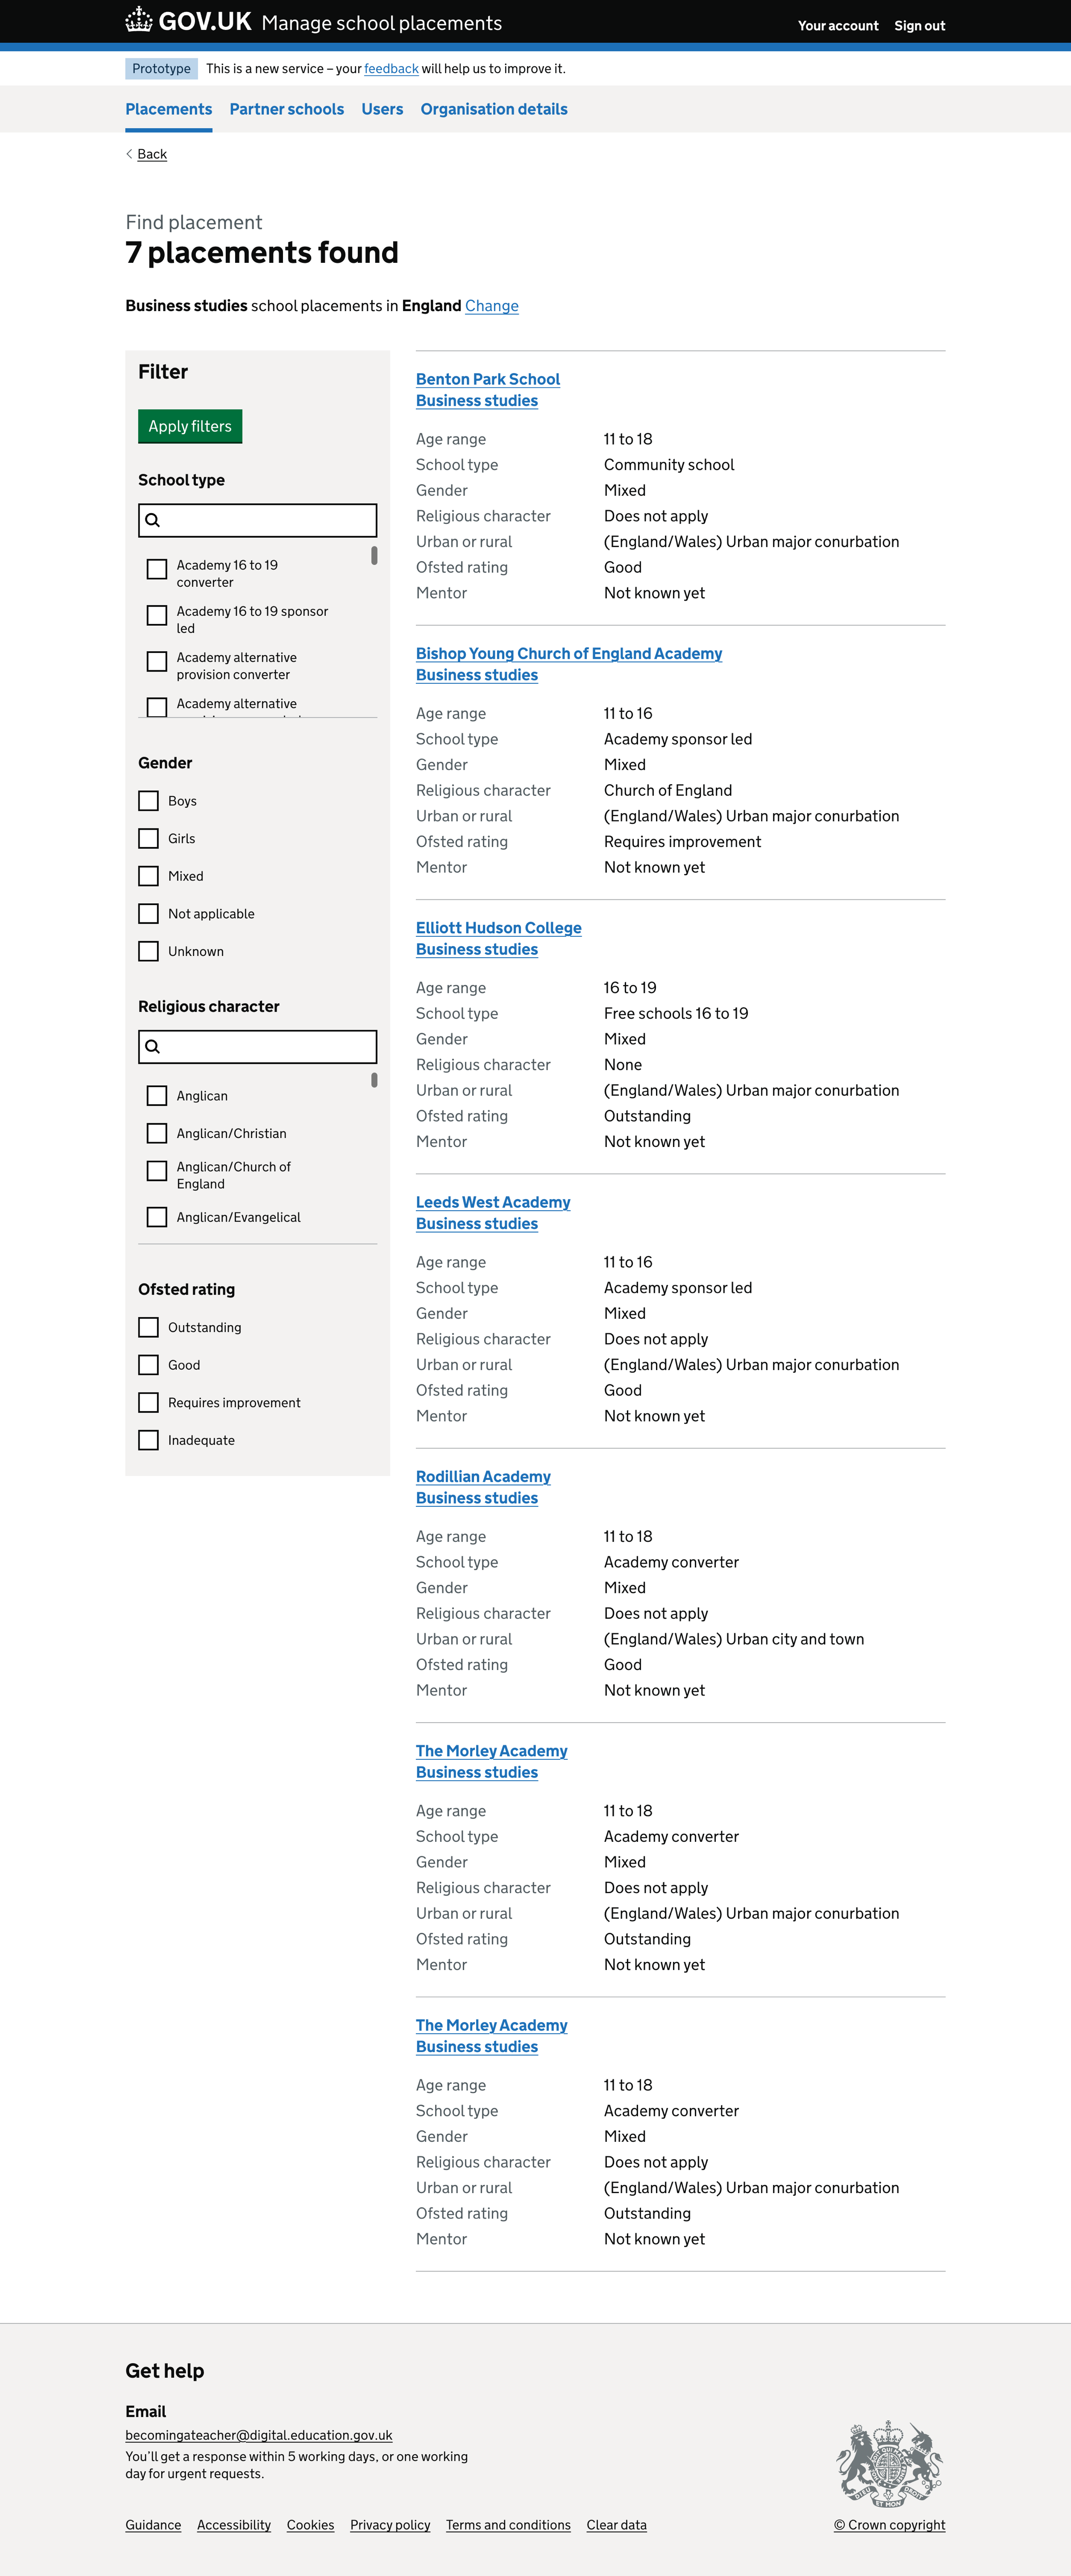 GOV.UK Manage school placements
Your account Sign out
Prototype This is a new service – your feedback will help us to improve it.
Placements Partner schools Users Organisation details
Back
Find placement
7 placements found
Business studies school placements in England Change
Filter
Apply filters
School type
Academy 16 to 19
converter
Academy 16 to 19 sponsor
led
Academy alternative
provision converter
Academy alternative
Gender
Boys
Girls
Mixed
Not applicable
Unknown
Religious character
Anglican
Anglican/Christian
Anglican/Church of
England
Anglican/Evangelical
Ofsted rating
Outstanding
Good
Requires improvement
Inadequate
Benton Park School
Business studies
Age range 11 to 18
School type Community school
Gender Mixed
Religious character Does not apply
Urban or rural (England/Wales) Urban major conurbation
Ofsted rating Good
Mentor Not known yet
Bishop Young Church of England Academy
Business studies
Age range 11 to 16
School type Academy sponsor led
Gender Mixed
Religious character Church of England
Urban or rural (England/Wales) Urban major conurbation
Ofsted rating Requires improvement
Mentor Not known yet
Elliott Hudson College
Business studies
Age range 16 to 19
School type Free schools 16 to 19
Gender Mixed
Religious character None
Urban or rural (England/Wales) Urban major conurbation
Ofsted rating Outstanding
Mentor Not known yet
Leeds West Academy
Business studies
Age range 11 to 16
School type Academy sponsor led
Gender Mixed
Religious character Does not apply
Urban or rural (England/Wales) Urban major conurbation
Ofsted rating Good
Mentor Not known yet
Rodillian Academy
Business studies
Age range 11 to 18
School type Academy converter
Gender Mixed
Religious character Does not apply
Urban or rural (England/Wales) Urban city and town
Ofsted rating Good
Mentor Not known yet
The Morley Academy
Business studies
Age range 11 to 18
School type Academy converter
Gender Mixed
Religious character Does not apply
Urban or rural (England/Wales) Urban major conurbation
Ofsted rating Outstanding
Mentor Not known yet
The Morley Academy
Business studies
Age range 11 to 18
School type Academy converter
Gender Mixed
Religious character Does not apply
Urban or rural (England/Wales) Urban major conurbation
Ofsted rating Outstanding
Mentor Not known yet
Get help
Email
becomingateacher@digital.education.gov.uk
You’ll get a response within 5 working days, or one working
day for urgent requests.
Guidance Accessibility Cookies Privacy policy Terms and conditions Clear data
© Crown copyright